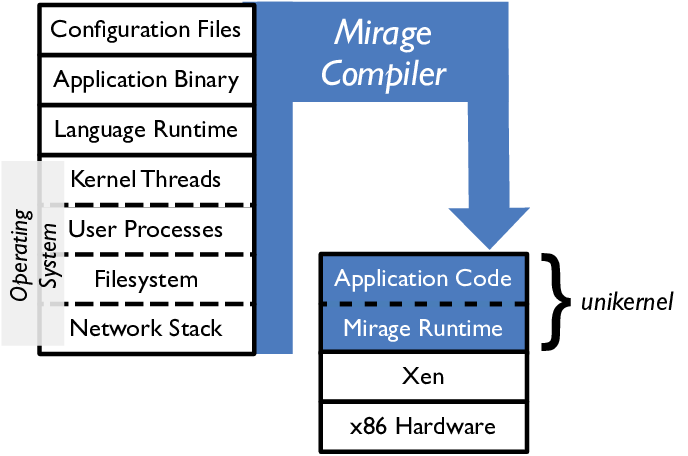 Configuration Files
Application Binary
Language Runtime
Kernel Threads
User Processes
Filesystem
Network Stack
Operating
System
Mirage
Compiler
Application Code
Mirage Runtime
Xen
x86 Hardware
unikernel